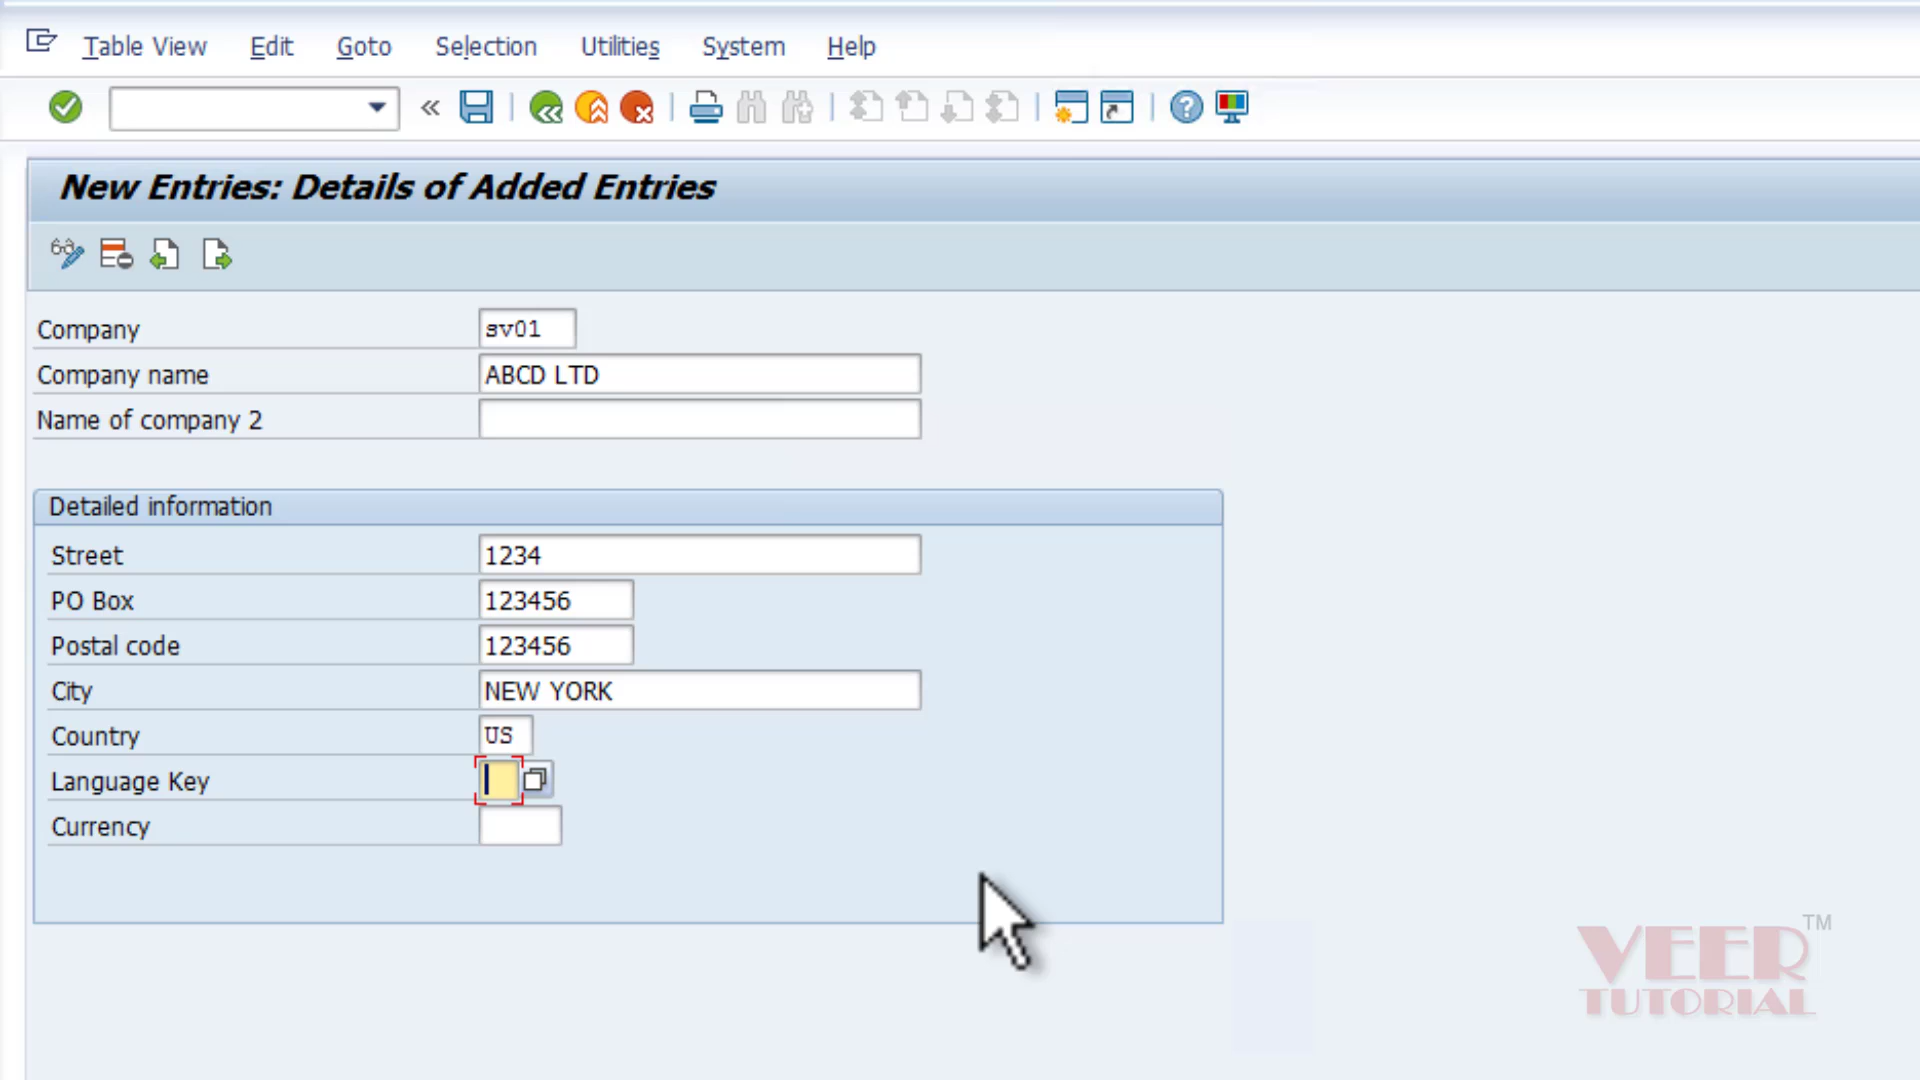 Table View Edit Goto Selection Utilities System Help
New Entries: Details of Added Entries
Company sv01
Company name ABCD LTD
Name of company 2
Detailed information
Street 1234
PO Box 123456
Postal code 123456
City NEW YORK
Country US
Language Key
Currency
VEER TM
TUTORIAL